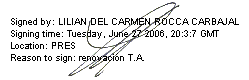 Signed by: LILIAN DEL CARMEN ROCCA CARBAJAL
Signing time: Tuesday, June 27 2006, 20:3:7 GMT
Location: PRES
Reason to sign: renovación T.A.